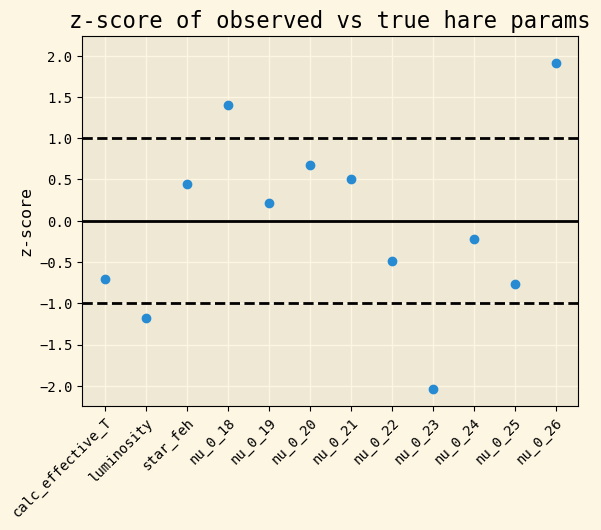 z-score of observed vs true hare params
z-score
2.0
1.5
1.0
0.5
0.0
−0.5
−1.0
−1.5
−2.0
calc_effective_T
luminosity
star_feh
nu_0_18
nu_0_19
nu_0_20
nu_0_21
nu_0_22
nu_0_23
nu_0_24
nu_0_25
nu_0_26